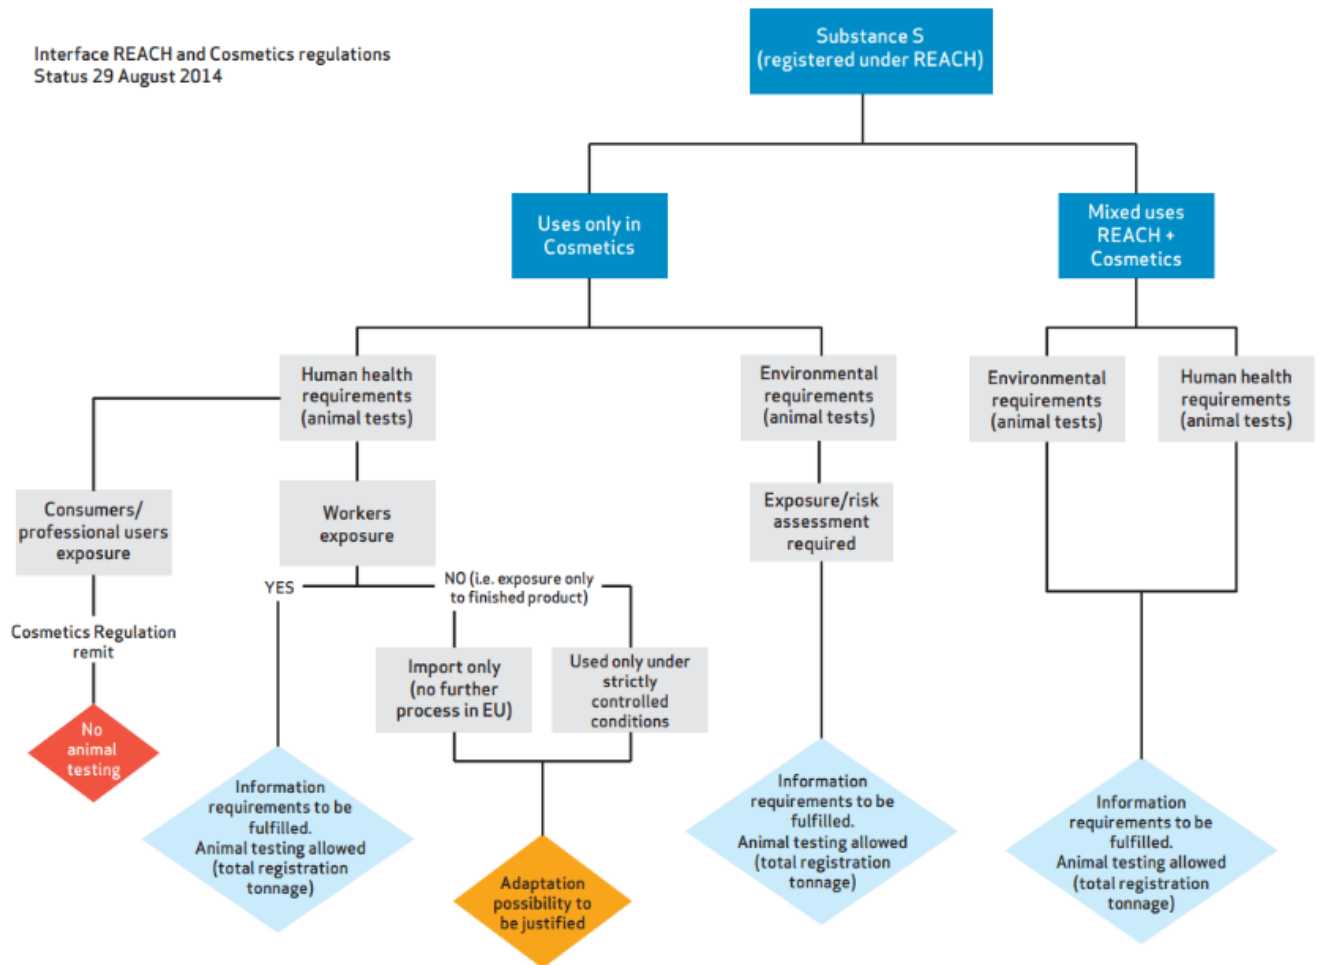 Interface REACH and Cosmetics regulations
Status 29 August 2014
Substance S
(registered under REACH)
Uses only in
Cosmetics
Mixed uses
REACH +
Cosmetics
Human health
requirements
(animal tests)
Environmental
requirements
(animal tests)
Environmental
requirements
(animal tests)
Human health
requirements
(animal tests)
Consumers/
professional users
exposure
Workers
exposure
Exposure/risk
assessment
required
YES
NO (i.e. exposure only
to finished product)
Cosmetics Regulation
remit
Import only
(no further
process in EU)
Used only under
strictly
controlled
conditions
No
animal
testing
Information
requirements to be
fulfilled.
Animal testing allowed
(total registration
tonnage)
Adaptation
possibility to
be justified
Information
requirements to be
fulfilled.
Animal testing allowed
(total registration
tonnage)
Information
requirements to be
fulfilled.
Animal testing allowed
(total registration
tonnage)